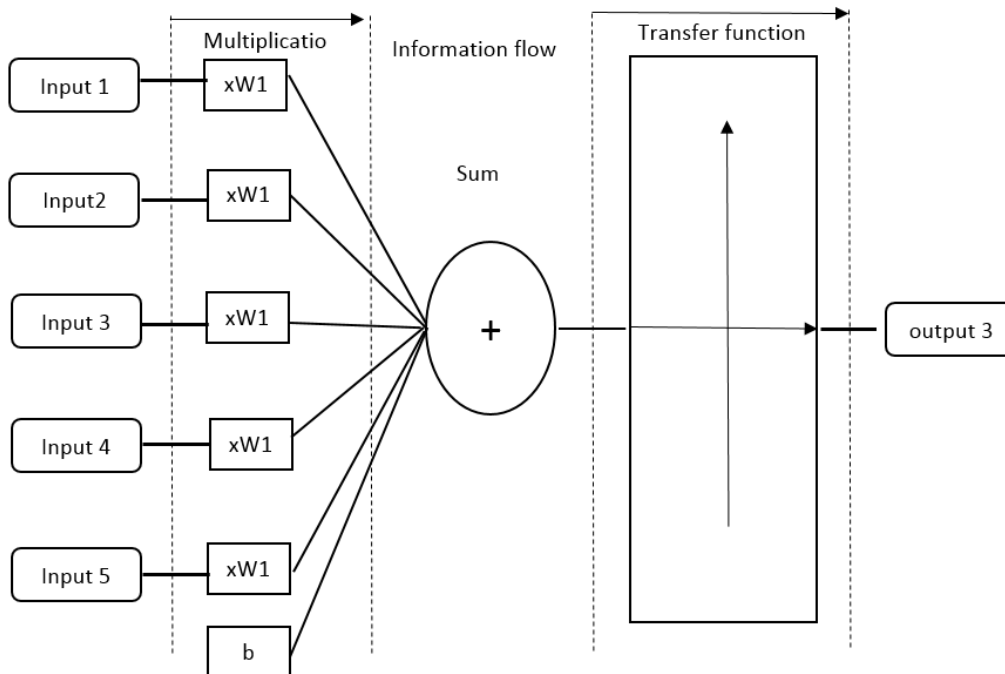 Multiplicatio
Information flow
Transfer function
Input 1
xW1
Input2
xW1
Sum
Input 3
xW1
+
output 3
Input 4
xW1
Input 5
xW1
b